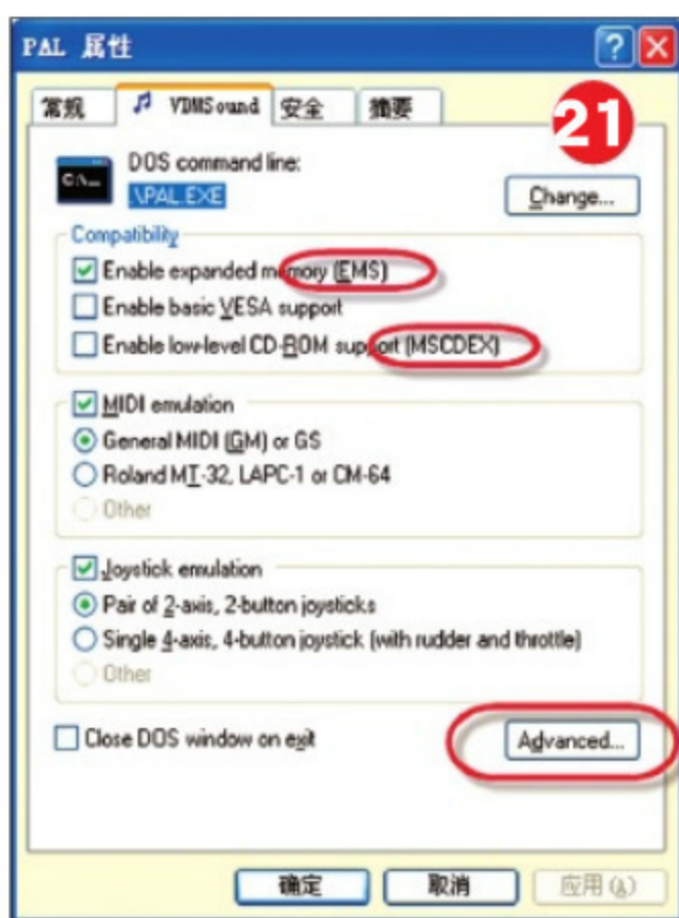 PAL 属性
常规 VDMSound 安全 摘要
21
C:\_
DOS command line:
.\PAL.EXE
Change...
Compatibility
Enable expanded memory (EMS)
Enable basic VESA support
Enable low-level CD-ROM support (MSCDEX)
MIDI emulation
General MIDI (GM) or GS
Roland MT-32, LAPC-1 or CM-64
Other
Joystick emulation
Pair of 2-axis, 2-button joysticks
Single 4-axis, 4-button joystick (with rudder and throttle)
Other
Close DOS window on exit
Advanced...
确定 取消 应用(A)